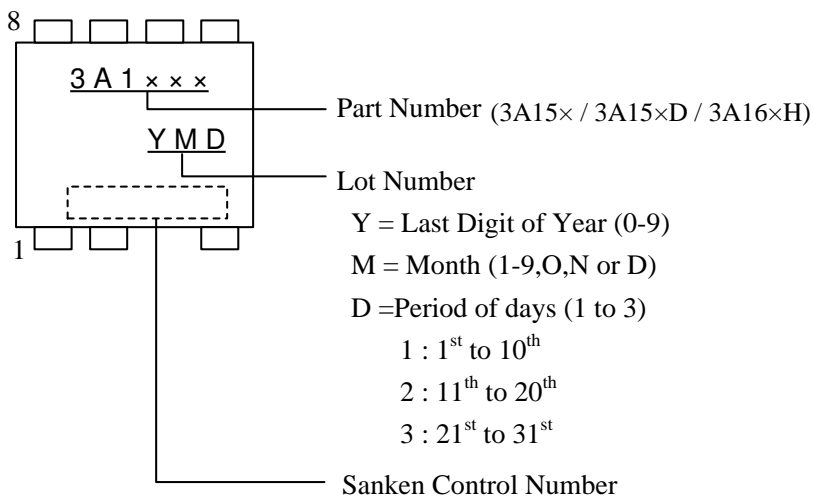 8
3 A 1 × × ×
Part Number (3A15× / 3A15×D / 3A16×H)
Y M D
Lot Number
Y = Last Digit of Year (0-9)
M = Month (1-9,O,N or D)
1
D =Period of days (1 to 3)
1 : 1st to 10th
2 : 11th to 20th
3 : 21st to 31st
Sanken Control Number